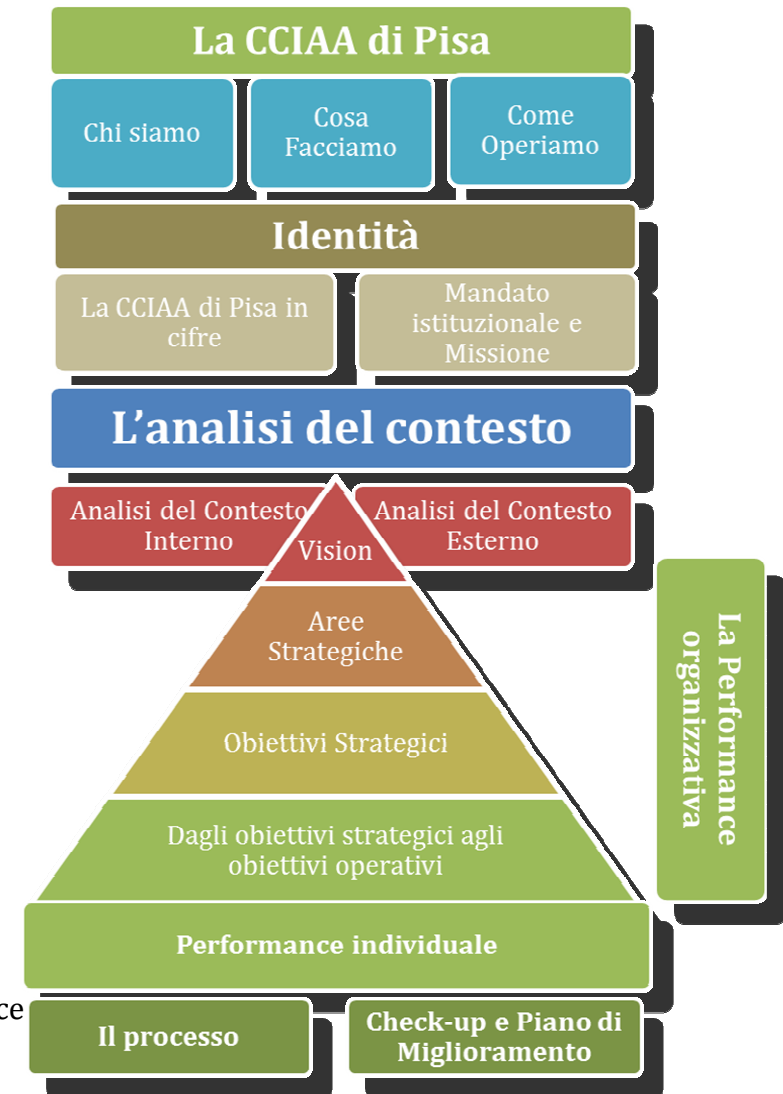 La CCIAA di Pisa
Chi siamo
Cosa
Facciamo
Come
Operiamo
Identità
La CCIAA di Pisa in
cifre
Mandato
istituzionale e
Missione
L’analisi del contesto
Analisi del Contesto
Interno
Analisi del Contesto
Esterno
Vision
Aree
Strategiche
Obiettivi Strategici
Dagli obiettivi strategici agli
obiettivi operativi
La Performance
organizzativa
Performance individuale
ce
Il processo
Check-up e Piano di
Miglioramento